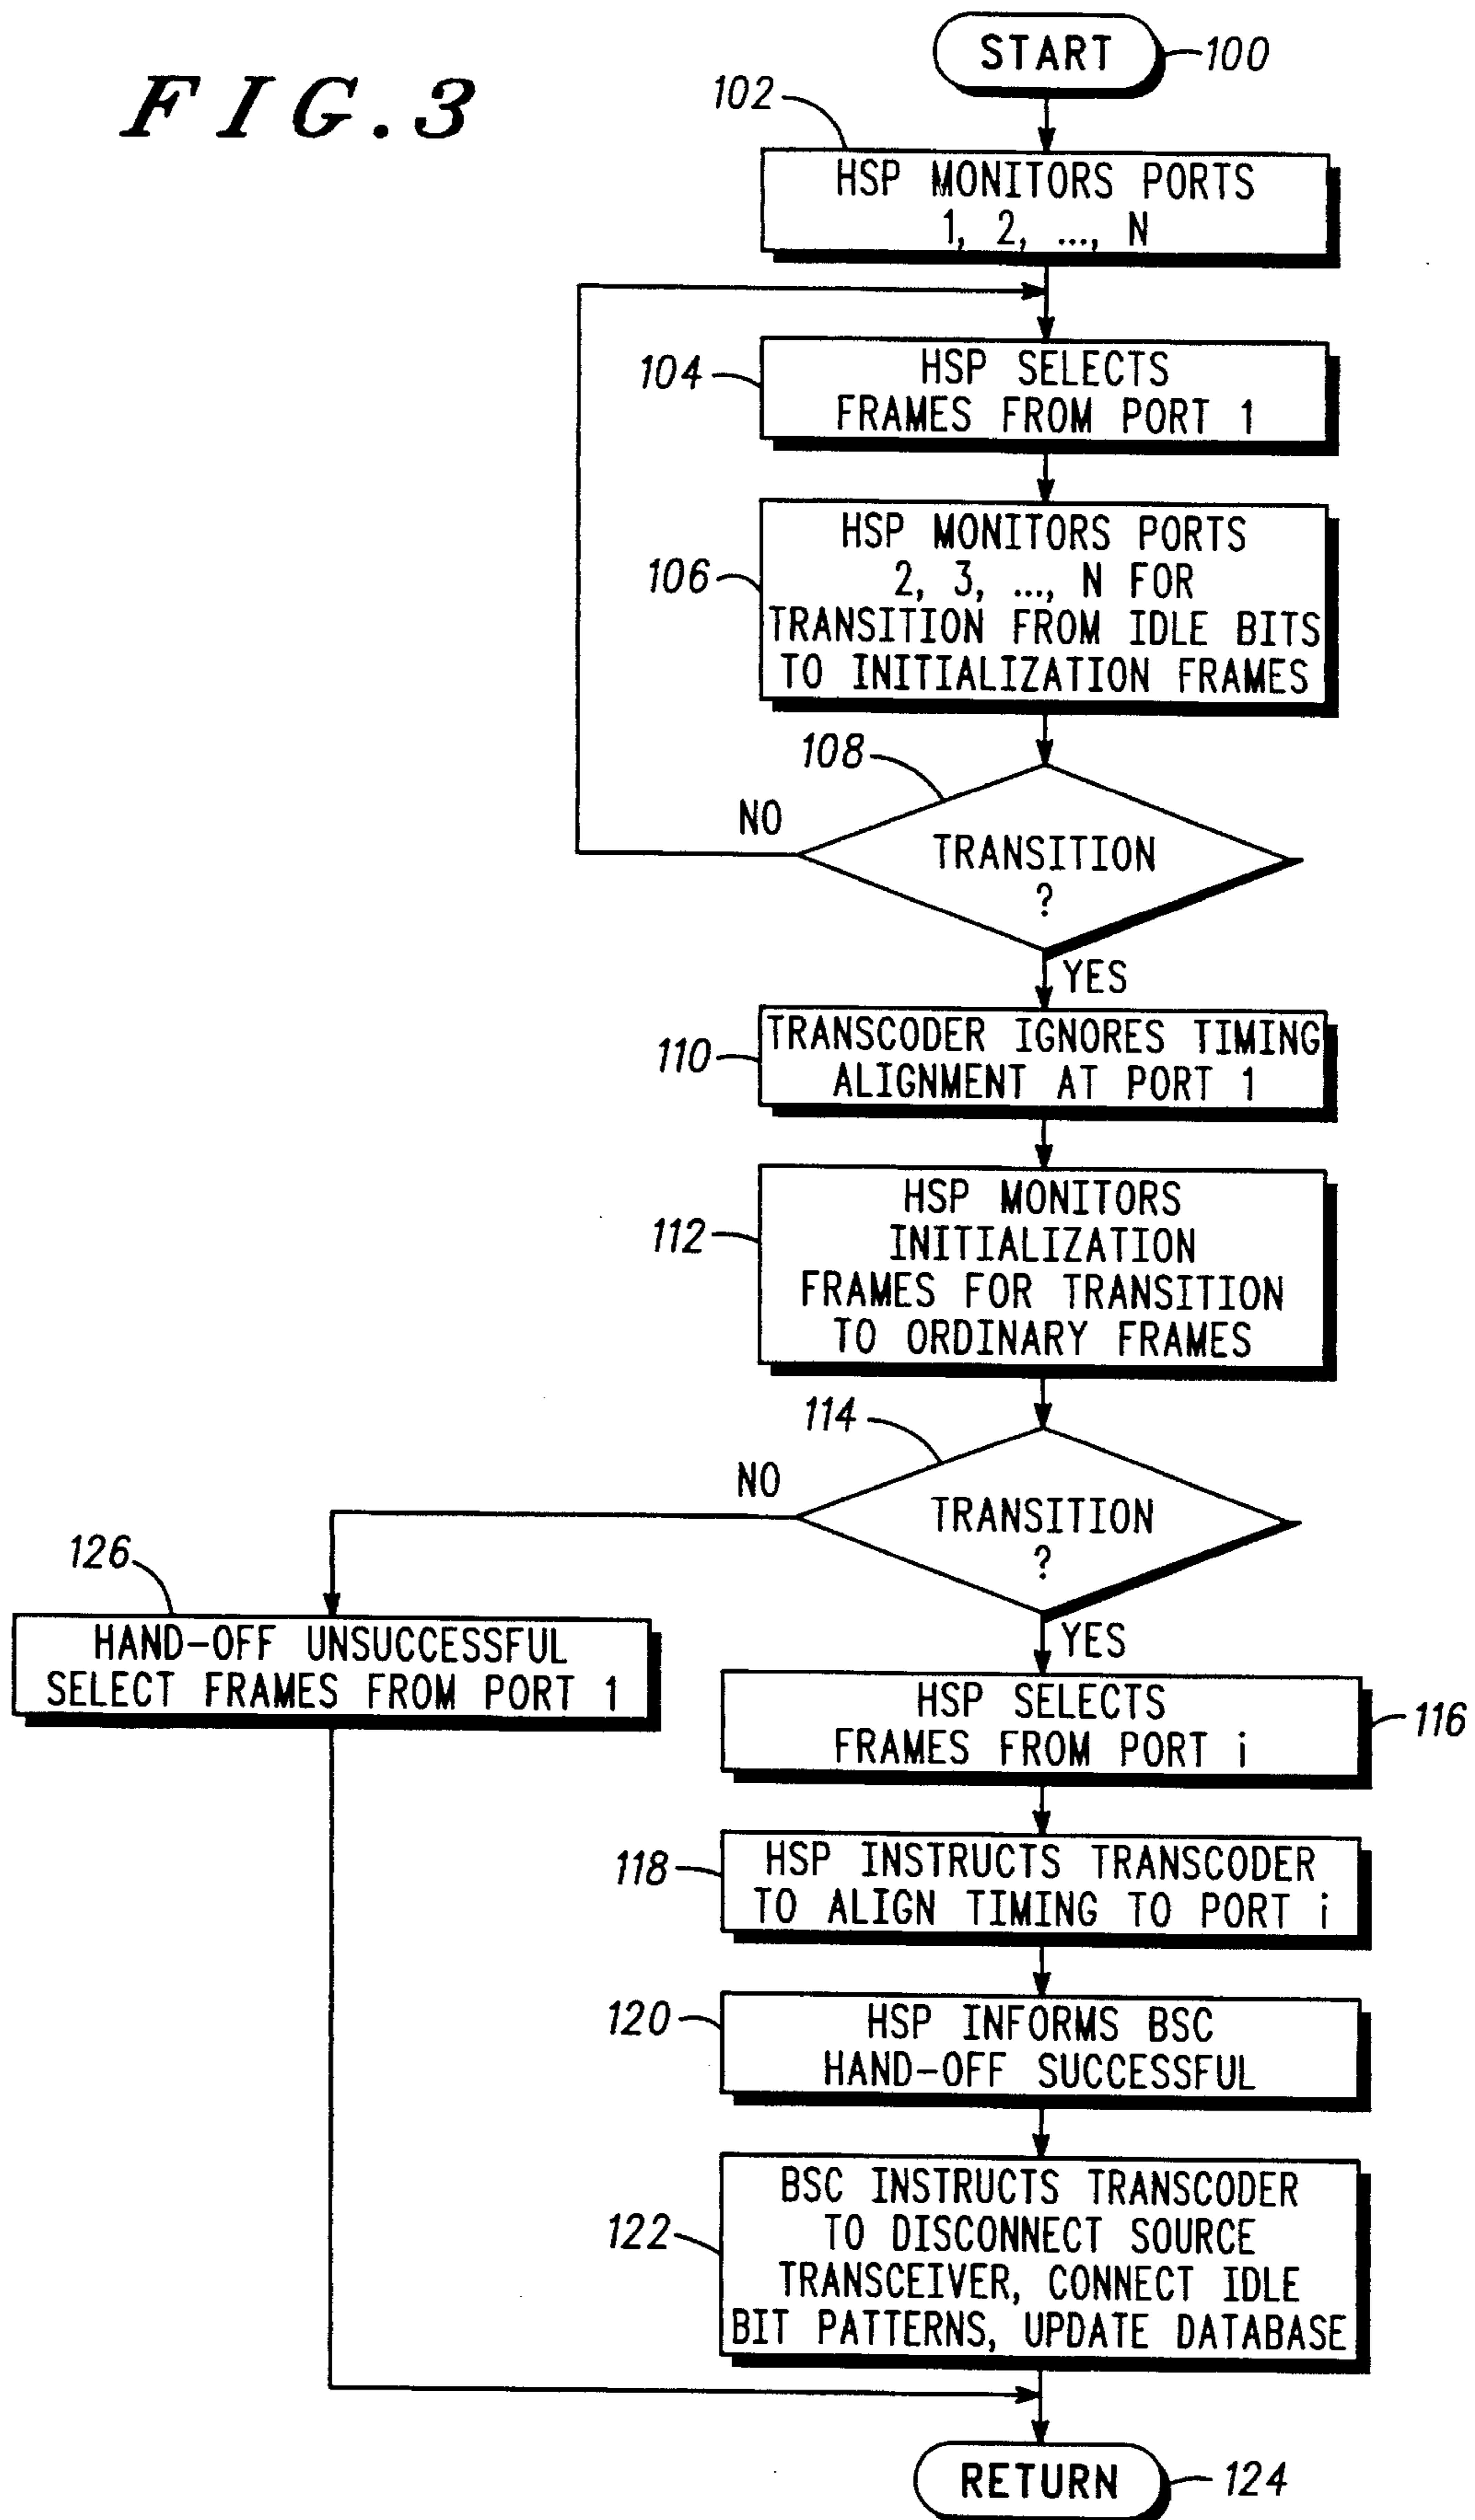 FIG.3
START
100
102
HSP MONITORS PORTS
1, 2, ..., N
104
HSP SELECTS
FRAMES FROM PORT 1
106
HSP MONITORS PORTS
2, 3, ..., N FOR
TRANSITION FROM IDLE BITS
TO INITIALIZATION FRAMES
108
NO
TRANSITION
?
YES
110
TRANSCODER IGNORES TIMING
ALIGNMENT AT PORT 1
112
HSP MONITORS
INITIALIZATION
FRAMES FOR TRANSITION
TO ORDINARY FRAMES
114
NO
TRANSITION
?
YES
126
HAND-OFF UNSUCCESSFUL
SELECT FRAMES FROM PORT 1
HSP SELECTS
FRAMES FROM PORT i
116
118
HSP INSTRUCTS TRANSCODER
TO ALIGN TIMING TO PORT i
120
HSP INFORMS BSC
HAND-OFF SUCCESSFUL
122
BSC INSTRUCTS TRANSCODER
TO DISCONNECT SOURCE
TRANSCEIVER, CONNECT IDLE
BIT PATTERNS, UPDATE DATABASE
RETURN
124